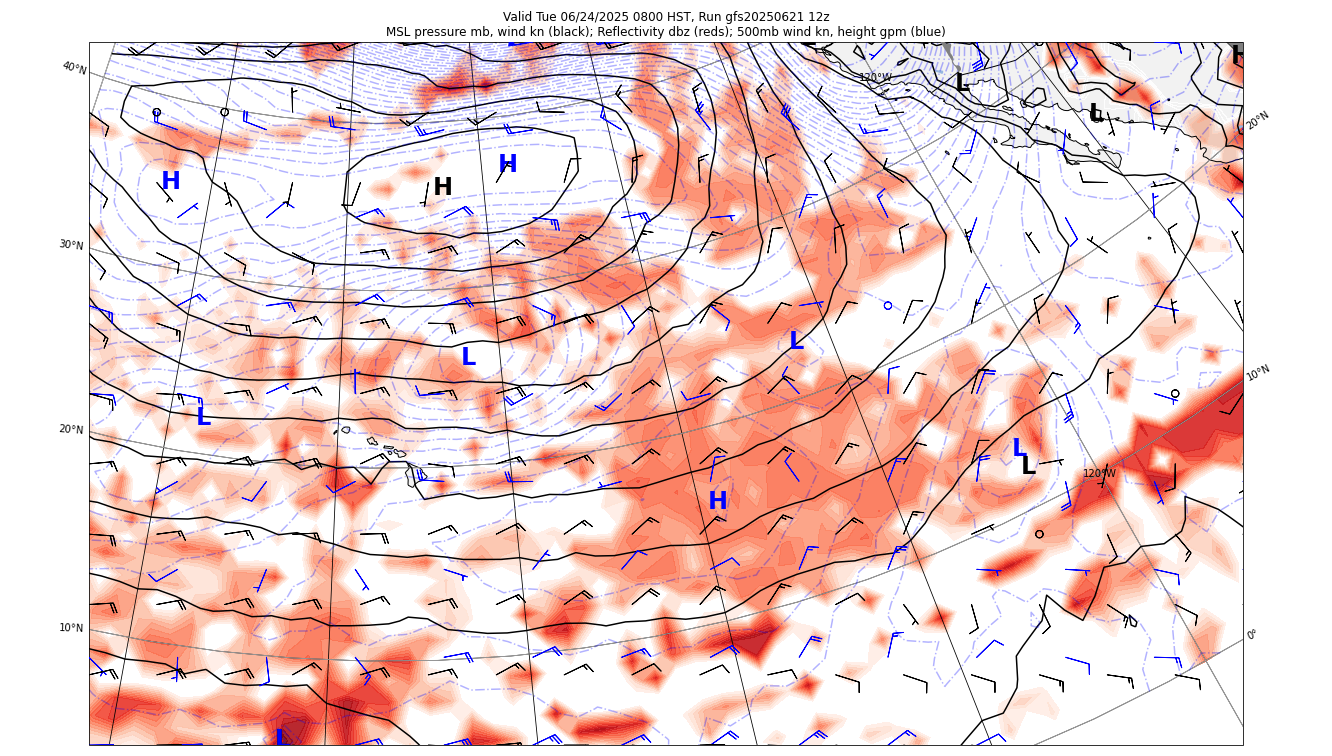 Valid Tue 06/24/2025 0800 HST, Run gfs20250621 12z
MSL pressure mb, wind kn (black); Reflectivity dbz (reds); 500mb wind kn, height gpm (blue)
40°N
120°W
H
L
L
20°N
H
H
H
30°N
L
L
10°N
L
20°N
L
L
120°W
H
10°N
0°
L